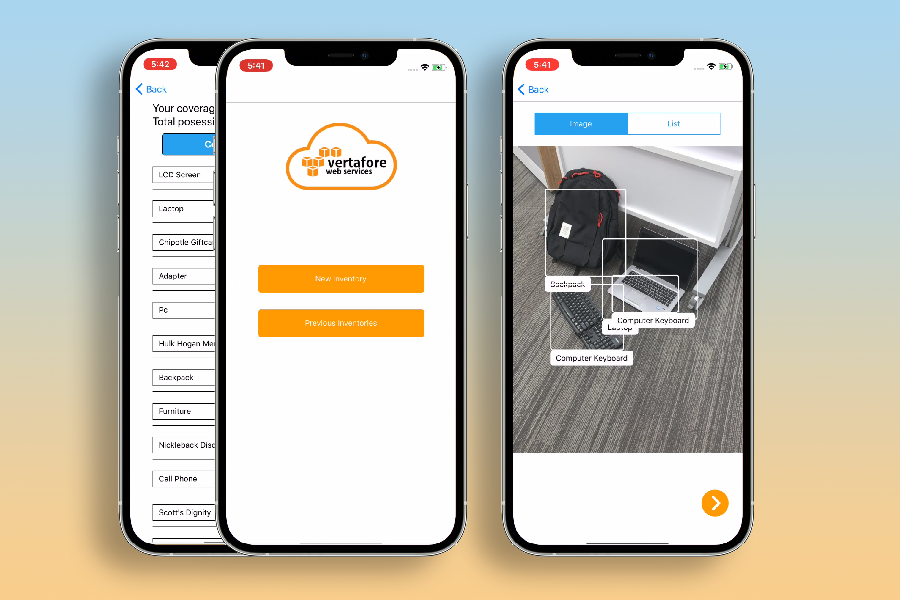 5:42
Back
Your coverag
Total posessi
LCD Screen
Laptop
Chipotle Giftca
Adapter
Pc
Hulk Hogan Me
Backpack
Furniture
Nickleback Disc
Cell Phone
Scott's Dignity
5:41
vertafore
web services
New Inventory
Previous Inventories
5:41
Back
Image
List
Backpack
Computer Keyboard
Laptop
Computer Keyboard